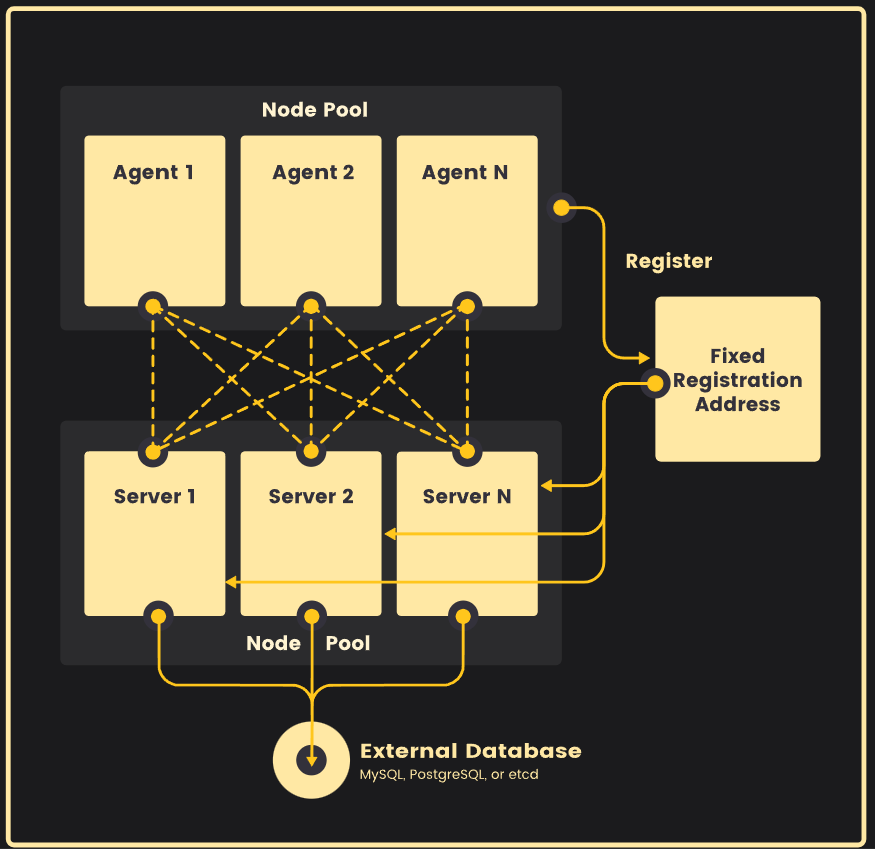 Node Pool
Agent 1
Agent 2
Agent N
Register
Fixed
Registration
Address
Server 1
Server 2
Server N
Node Pool
External Database
MySQL, PostgreSQL, or etcd